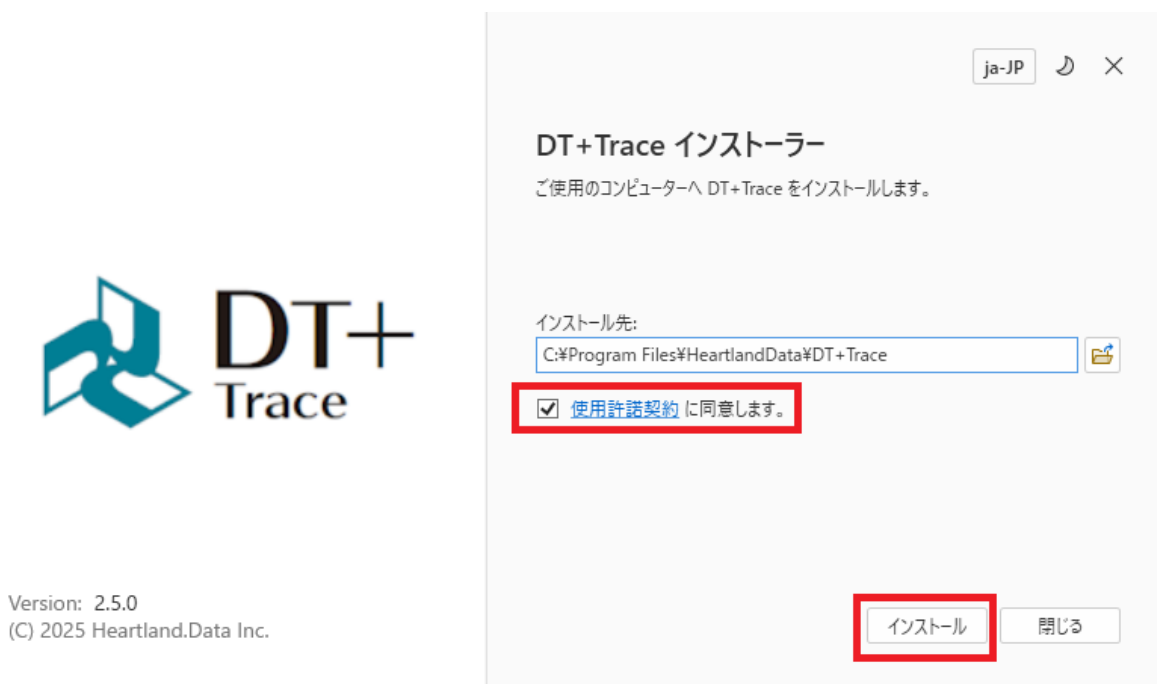 ja-JP
DT+Trace インストーラー
ご使用のコンピューターへ DT+Trace をインストールします。
DT+
Trace
インストール先:
C:¥Program Files¥HeartlandData¥DT+Trace
使用許諾契約 に同意します。
Version: 2.5.0
(C) 2025 Heartland.Data Inc.
インストール
閉じる